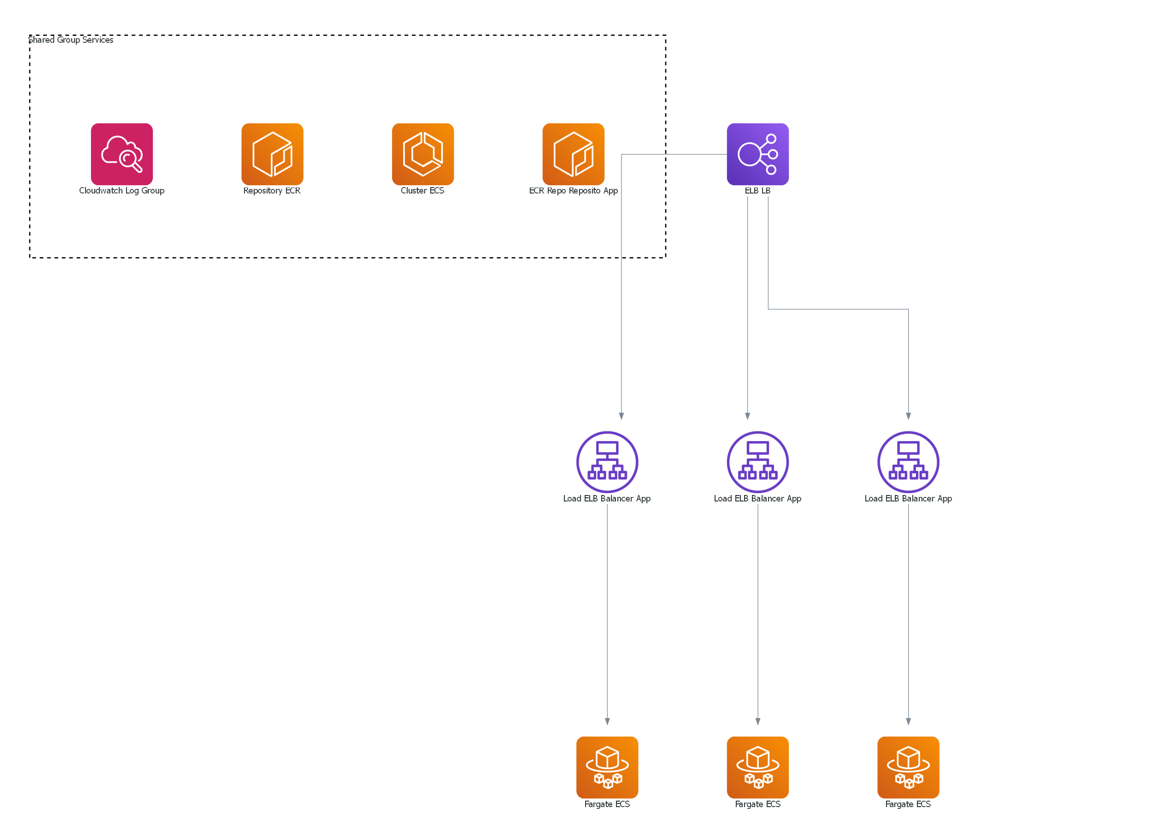 Shared Group Services
Cloudwatch Log Group
Repository ECR
Cluster ECS
ECR Repo Reposito App
ELB LB
Load ELB Balancer App
Load ELB Balancer App
Load ELB Balancer App
Fargate ECS
Fargate ECS
Fargate ECS